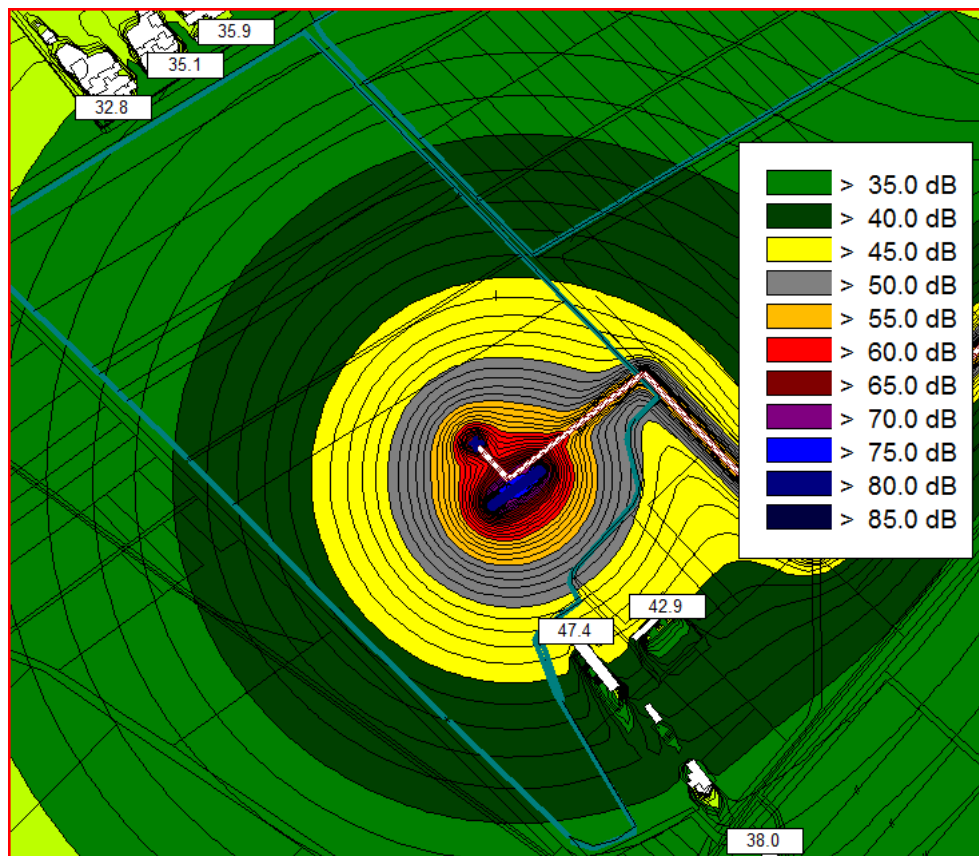 35.9
35.1
32.8
> 35.0 dB
> 40.0 dB
> 45.0 dB
> 50.0 dB
> 55.0 dB
> 60.0 dB
> 65.0 dB
> 70.0 dB
> 75.0 dB
> 80.0 dB
> 85.0 dB
42.9
47.4
38.0